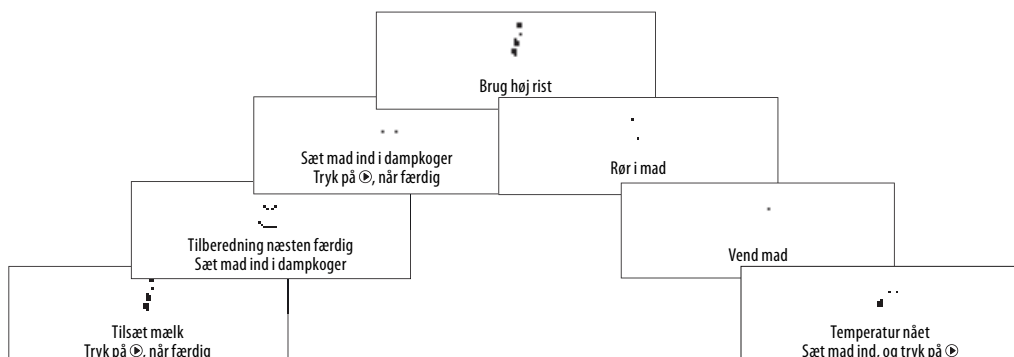 Brug høj rist
Sæt mad ind i dampkoger
Tryk på ▶, når færdig
Rør i mad
Tilberedning næsten færdig
Sæt mad ind i dampkoger
Vend mad
Tilsæt mælk
Tryk på ▶, når færdig
Temperatur nået
Sæt mad ind, og tryk på ▶